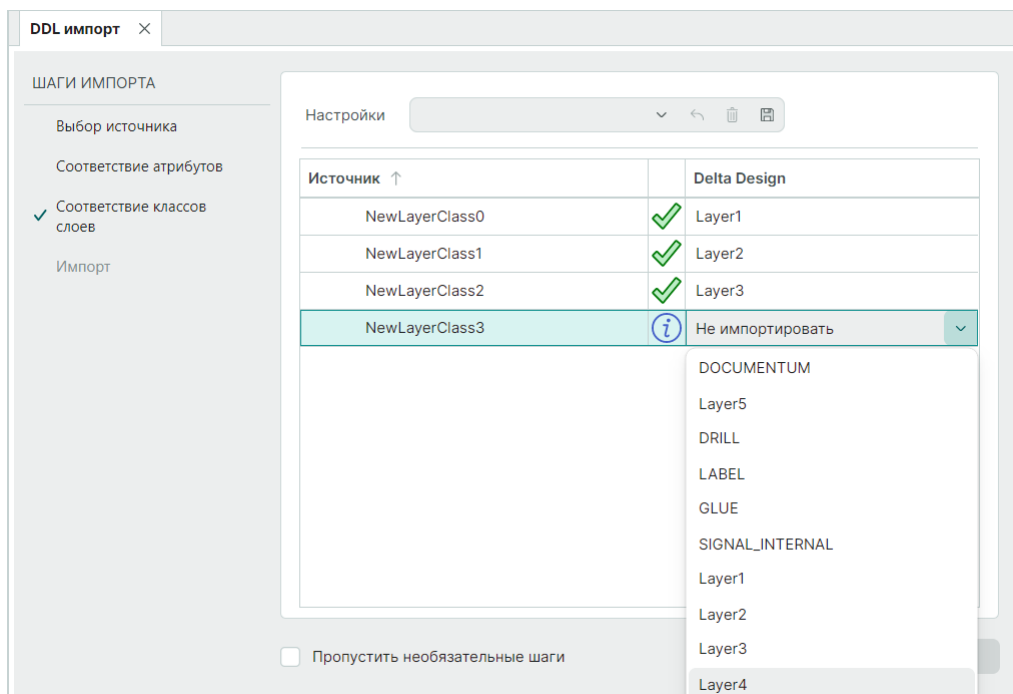 DDL импорт
ШАГИ ИМПОРТА
Выбор источника
Соответствие атрибутов
Соответствие классов
слоев
Импорт
Настройки
Источник Delta Design
NewLayerClass0 Layer1
NewLayerClass1 Layer2
NewLayerClass2 Layer3
NewLayerClass3 Не импортировать
DOCUMENTUM
Layer5
DRILL
LABEL
GLUE
SIGNAL_INTERNAL
Layer1
Layer2
Layer3
Layer4
Пропустить необязательные шаги